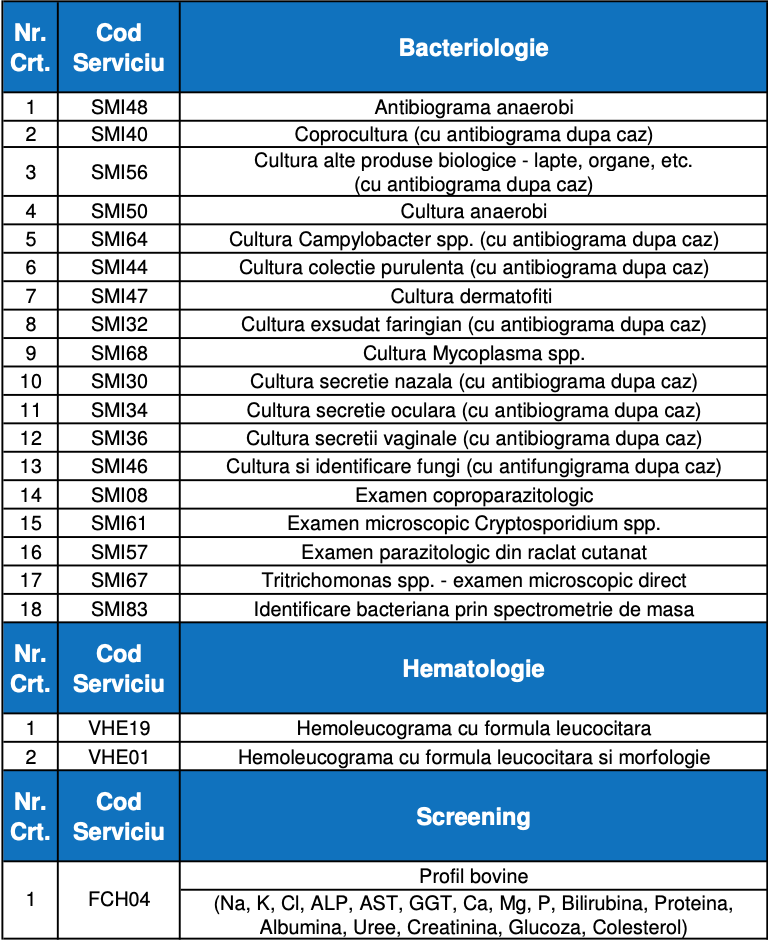 Nr. Crt. Cod Serviciu Bacteriologie
1 SMI48 Antibiograma anaerobi
2 SMI40 Coprocultura (cu antibiograma dupa caz)
3 SMI56 Cultura alte produse biologice - lapte, organe, etc.
(cu antibiograma dupa caz)
4 SMI50 Cultura anaerobi
5 SMI64 Cultura Campylobacter spp. (cu antibiograma dupa caz)
6 SMI44 Cultura colectie purulenta (cu antibiograma dupa caz)
7 SMI47 Cultura dermatofiti
8 SMI32 Cultura exsudat faringian (cu antibiograma dupa caz)
9 SMI68 Cultura Mycoplasma spp.
10 SMI30 Cultura secretie nazala (cu antibiograma dupa caz)
11 SMI34 Cultura secretie oculara (cu antibiograma dupa caz)
12 SMI36 Cultura secretii vaginale (cu antibiograma dupa caz)
13 SMI46 Cultura si identificare fungi (cu antifungigrama dupa caz)
14 SMI08 Examen coproparazitologic
15 SMI61 Examen microscopic Cryptosporidium spp.
16 SMI57 Examen parazitologic din raclat cutanat
17 SMI67 Tritrichomonas spp. - examen microscopic direct
18 SMI83 Identificare bacteriana prin spectrometrie de masa
Nr. Crt. Cod Serviciu Hematologie
1 VHE19 Hemoleucograma cu formula leucocitara
2 VHE01 Hemoleucograma cu formula leucocitara si morfologie
Nr. Crt. Cod Serviciu Screening
1 FCH04 Profil bovine
(Na, K, Cl, ALP, AST, GGT, Ca, Mg, P, Bilirubina, Proteina,
Albumina, Uree, Creatinina, Glucoza, Colesterol)